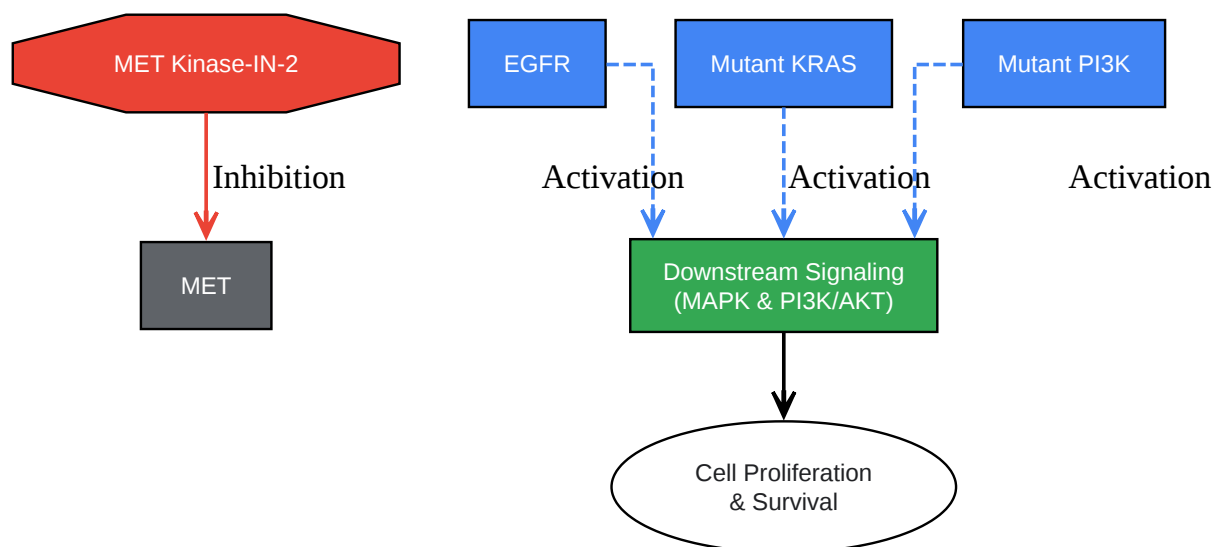 MET Kinase-IN-2
EGFR
Mutant KRAS
Mutant PI3K
Inhibition
Activation
Activation
Activation
MET
Downstream Signaling
(MAPK & PI3K/AKT)
Cell Proliferation
& Survival